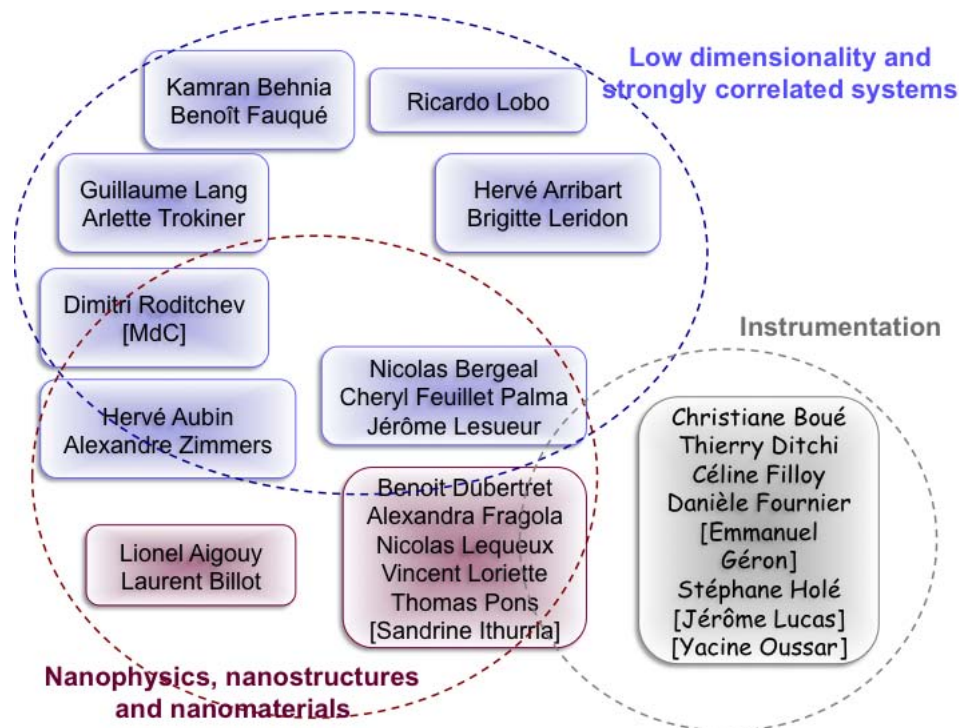 Low dimensionality and
strongly correlated systems
Kamran Behnia
Benoît Fauqué
Ricardo Lobo
Guillaume Lang
Arlette Trokiner
Hervé Arribart
Brigitte Leridon
Dimitri Roditchev
[MdC]
Instrumentation
Nicolas Bergeal
Cheryl Feuillet Palma
Jérôme Lesueur
Hervé Aubin
Alexandre Zimmers
Christiane Boué
Thierry Ditchi
Céline Filloy
Danièle Fournier
[Emmanuel
Géron]
Stéphane Holé
[Jérôme Lucas]
[Yacine Oussar]
Benoit Dubertret
Alexandra Fragola
Nicolas Lequeux
Vincent Loriette
Thomas Pons
[Sandrine Ithurria]
Lionel Aigouy
Laurent Billot
Nanophysics, nanostructures
and nanomaterials